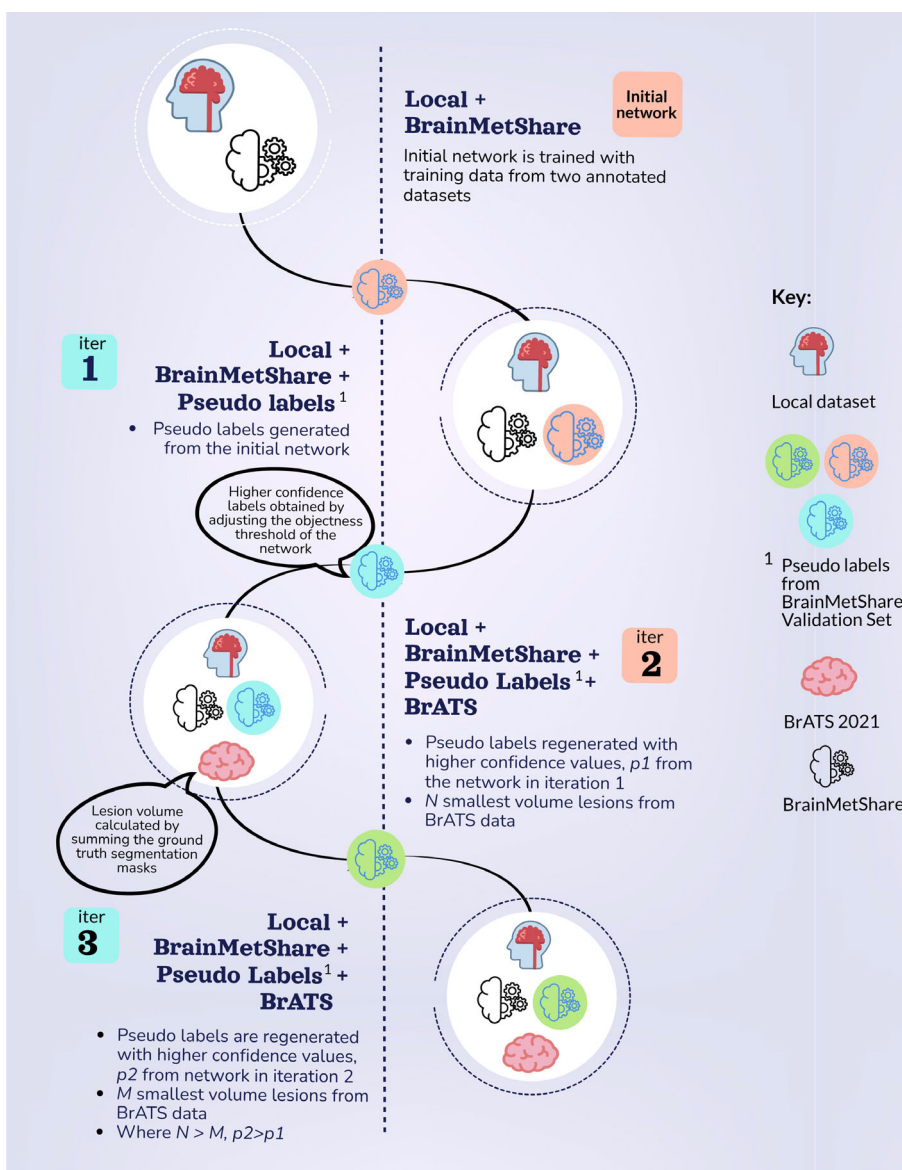 Local +
BrainMetShare
Initial
network
Initial network is trained with
training data from two annotated
datasets
Key:
Local dataset
1 Pseudo labels
from
BrainMetShare
Validation Set
BrATS 2021
BrainMetShare
iter
1
Local +
BrainMetShare +
Pseudo labels 1
• Pseudo labels generated
from the initial network
Higher confidence
labels obtained by
adjusting the objectness
threshold of the
network
Local +
BrainMetShare +
Pseudo Labels 1 +
BrATS
iter
2
• Pseudo labels regenerated with
higher confidence values, p1 from
the network in iteration 1
• N smallest volume lesions from
BrATS data
Lesion volume
calculated by
summing the ground
truth segmentation
masks
iter
3
Local +
BrainMetShare +
Pseudo Labels 1 +
BrATS
• Pseudo labels are regenerated
with higher confidence values,
p2 from network in iteration 2
• M smallest volume lesions from
BrATS data
• Where N > M, p2>p1